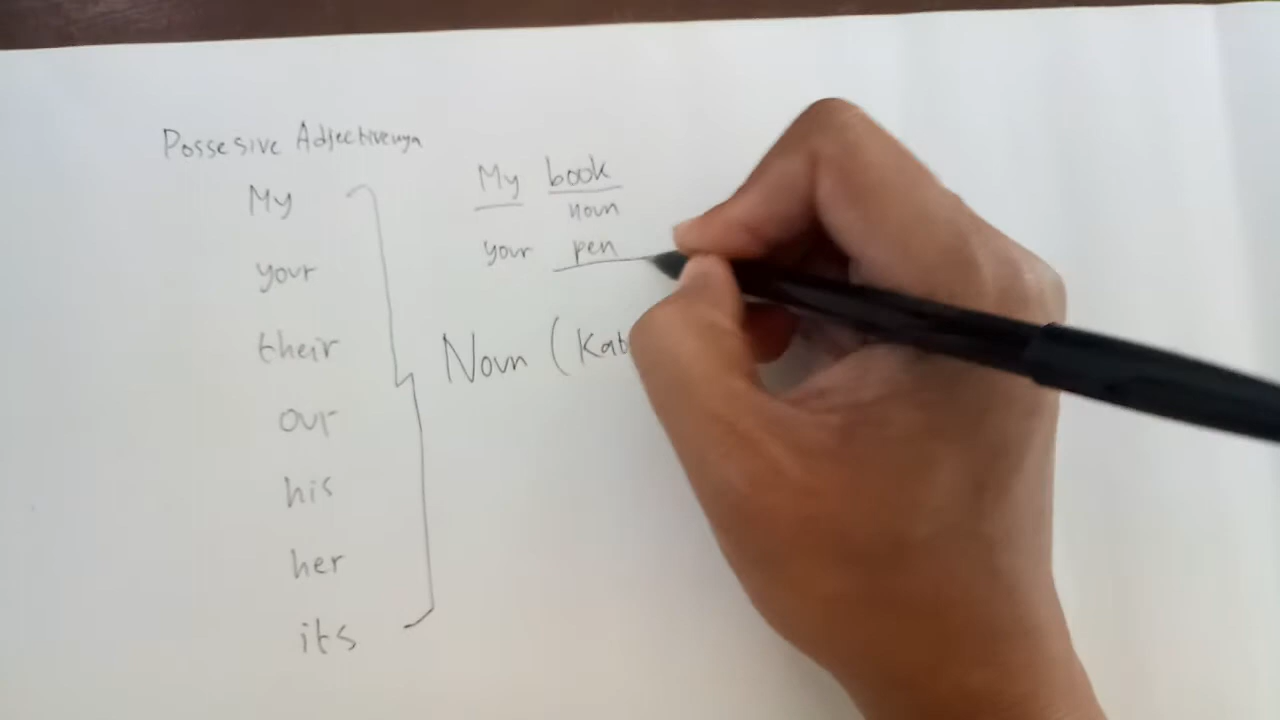 Possesive Adjectivenya
My
your
their
our
his
her
its
My book
noun
your pen
Noun (Kat